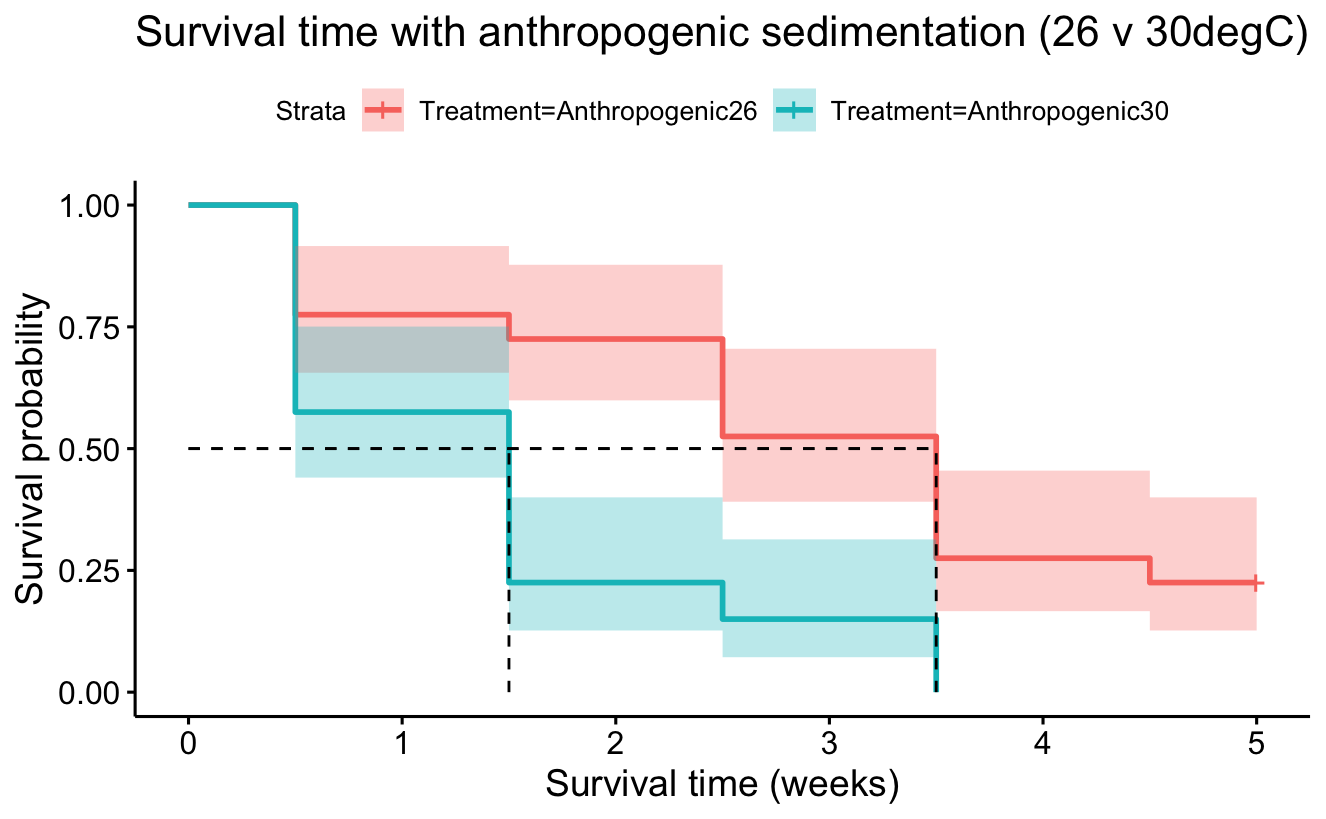 Survival time with anthropogenic sedimentation (26 v 30degC)
Strata Treatment=Anthropogenic26 Treatment=Anthropogenic30
Survival probability
1.00
0.75
0.50
0.25
0.00
0 1 2 3 4 5
Survival time (weeks)